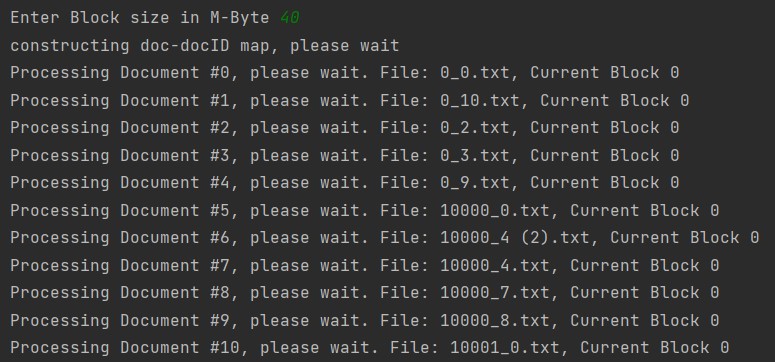 Enter Block size in M-Byte 40
constructing doc-docID map, please wait
Processing Document #0, please wait. File: 0_0.txt, Current Block 0
Processing Document #1, please wait. File: 0_10.txt, Current Block 0
Processing Document #2, please wait. File: 0_2.txt, Current Block 0
Processing Document #3, please wait. File: 0_3.txt, Current Block 0
Processing Document #4, please wait. File: 0_9.txt, Current Block 0
Processing Document #5, please wait. File: 10000_0.txt, Current Block 0
Processing Document #6, please wait. File: 10000_4 (2).txt, Current Block 0
Processing Document #7, please wait. File: 10000_4.txt, Current Block 0
Processing Document #8, please wait. File: 10000_7.txt, Current Block 0
Processing Document #9, please wait. File: 10000_8.txt, Current Block 0
Processing Document #10, please wait. File: 10001_0.txt, Current Block 0